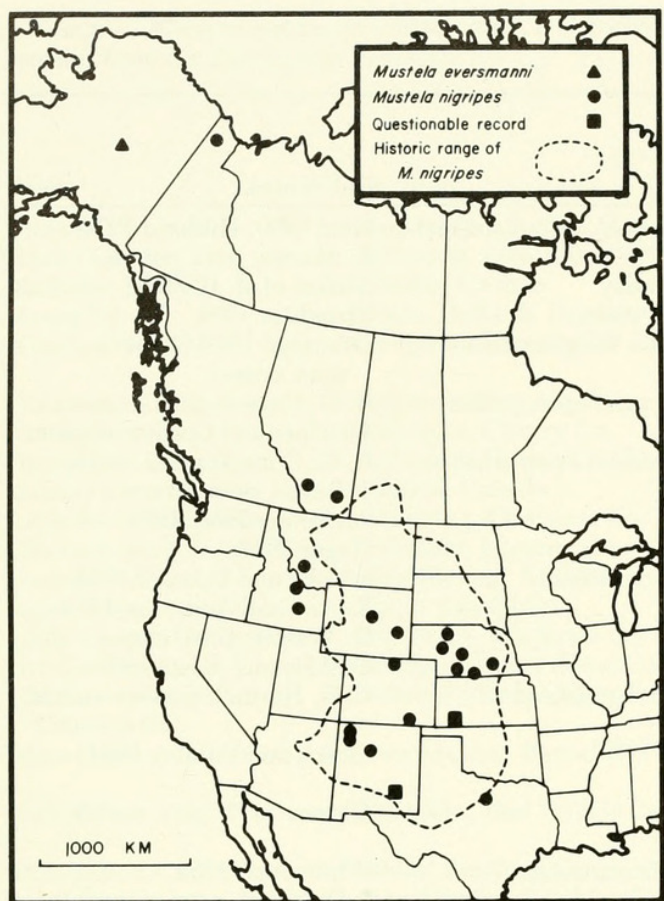 Mustela eversmanni
Mustela nigripes
Questionable record
Historic range of
M. nigripes
1000 KM